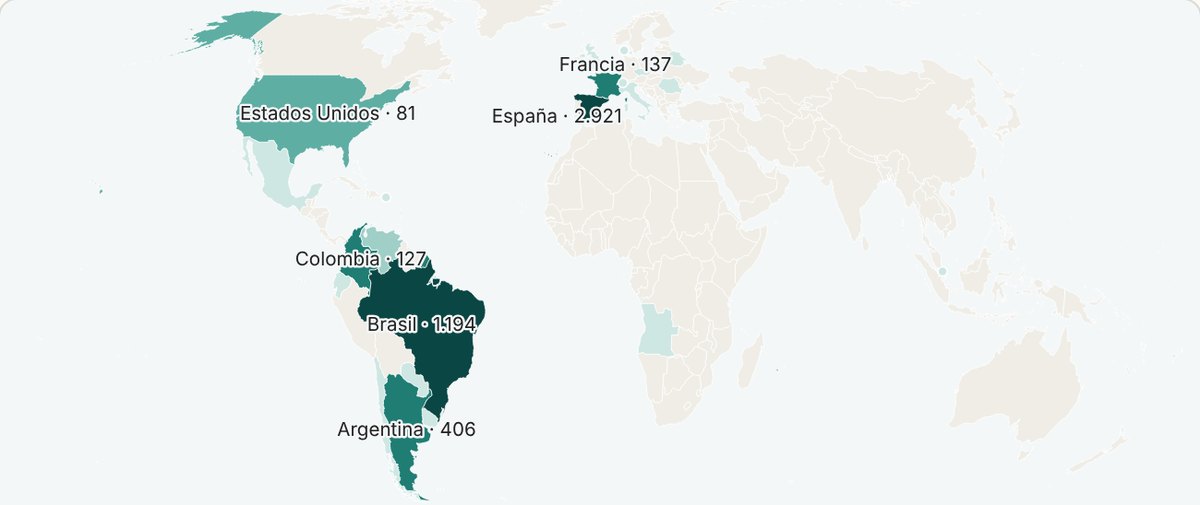 Francia · 137
España · 2.921
Estados Unidos · 81
Colombia · 127
Brasil · 1.194
Argentina · 406